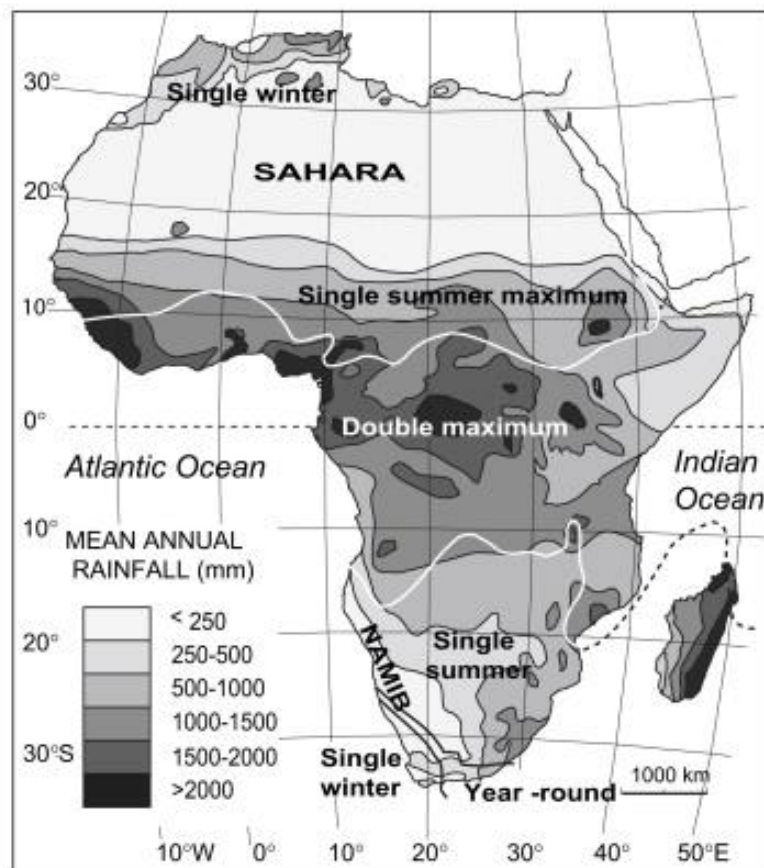 30°
Single winter
SAHARA
20°
Single summer maximum
10°
0°
Double maximum
Atlantic Ocean
Indian
Ocean
10°
MEAN ANNUAL
RAINFALL (mm)
< 250
250-500
500-1000
1000-1500
1500-2000
>2000
20°
NAMIB
Single
summer
30°S
Single
winter
Year -round
1000 km
10°W 0° 10° 20° 30° 40° 50°E